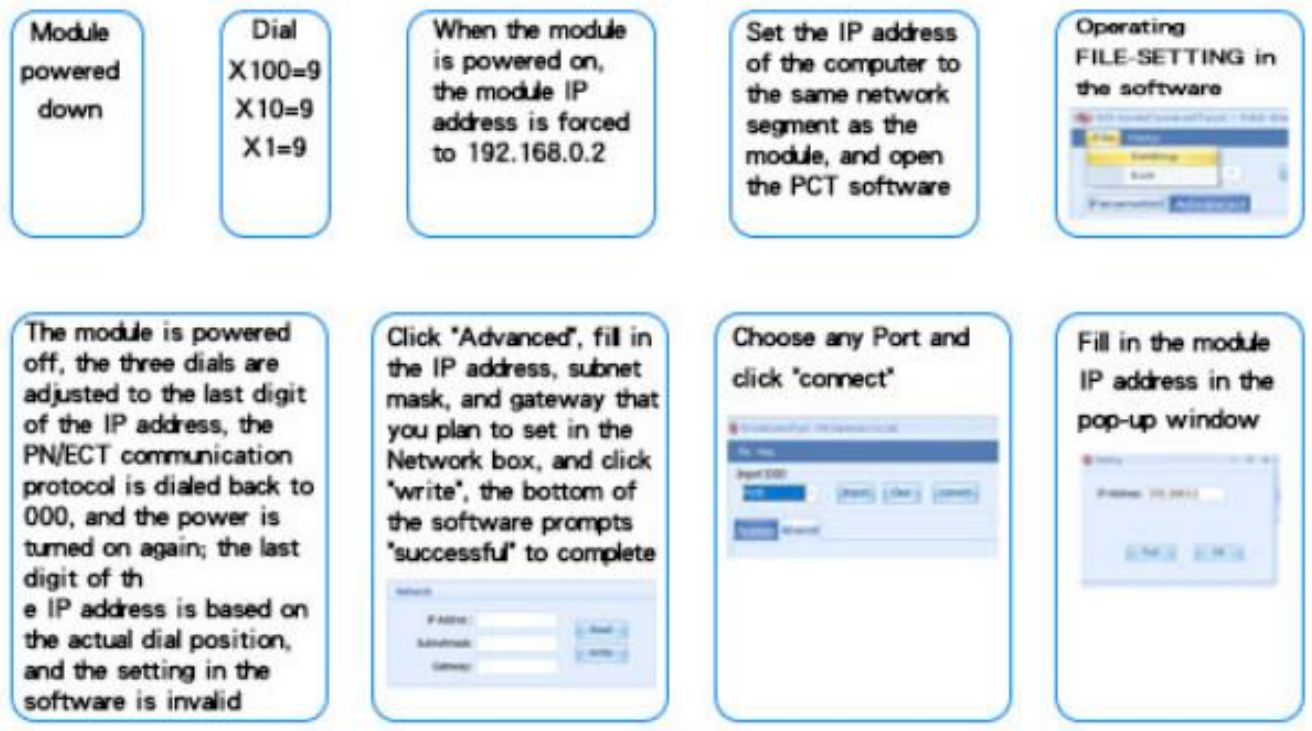 Module
powered
down
Dial
X100=9
X10=9
X1=9
When the module
is powered on,
the module IP
address is forced
to 192.168.0.2
Set the IP address
of the computer to
the same network
segment as the
module, and open
the PCT software
Operating
FILE-SETTING in
the software
Fill in the module
IP address in the
pop-up window
Choose any Port and
click "connect"
Click "Advanced", fill in
the IP address, subnet
mask, and gateway that
you plan to set in the
Network box, and click
"write", the bottom of
the software prompts
"successful" to complete
Network
IP Address:
Subnetmask:
Gateway:
The module is powered
off, the three dials are
adjusted to the last digit
of the IP address, the
PN/ECT communication
protocol is dialed back to
000, and the power is
turned on again; the last
digit of th
e IP address is based on
the actual dial position,
and the setting in the
software is invalid